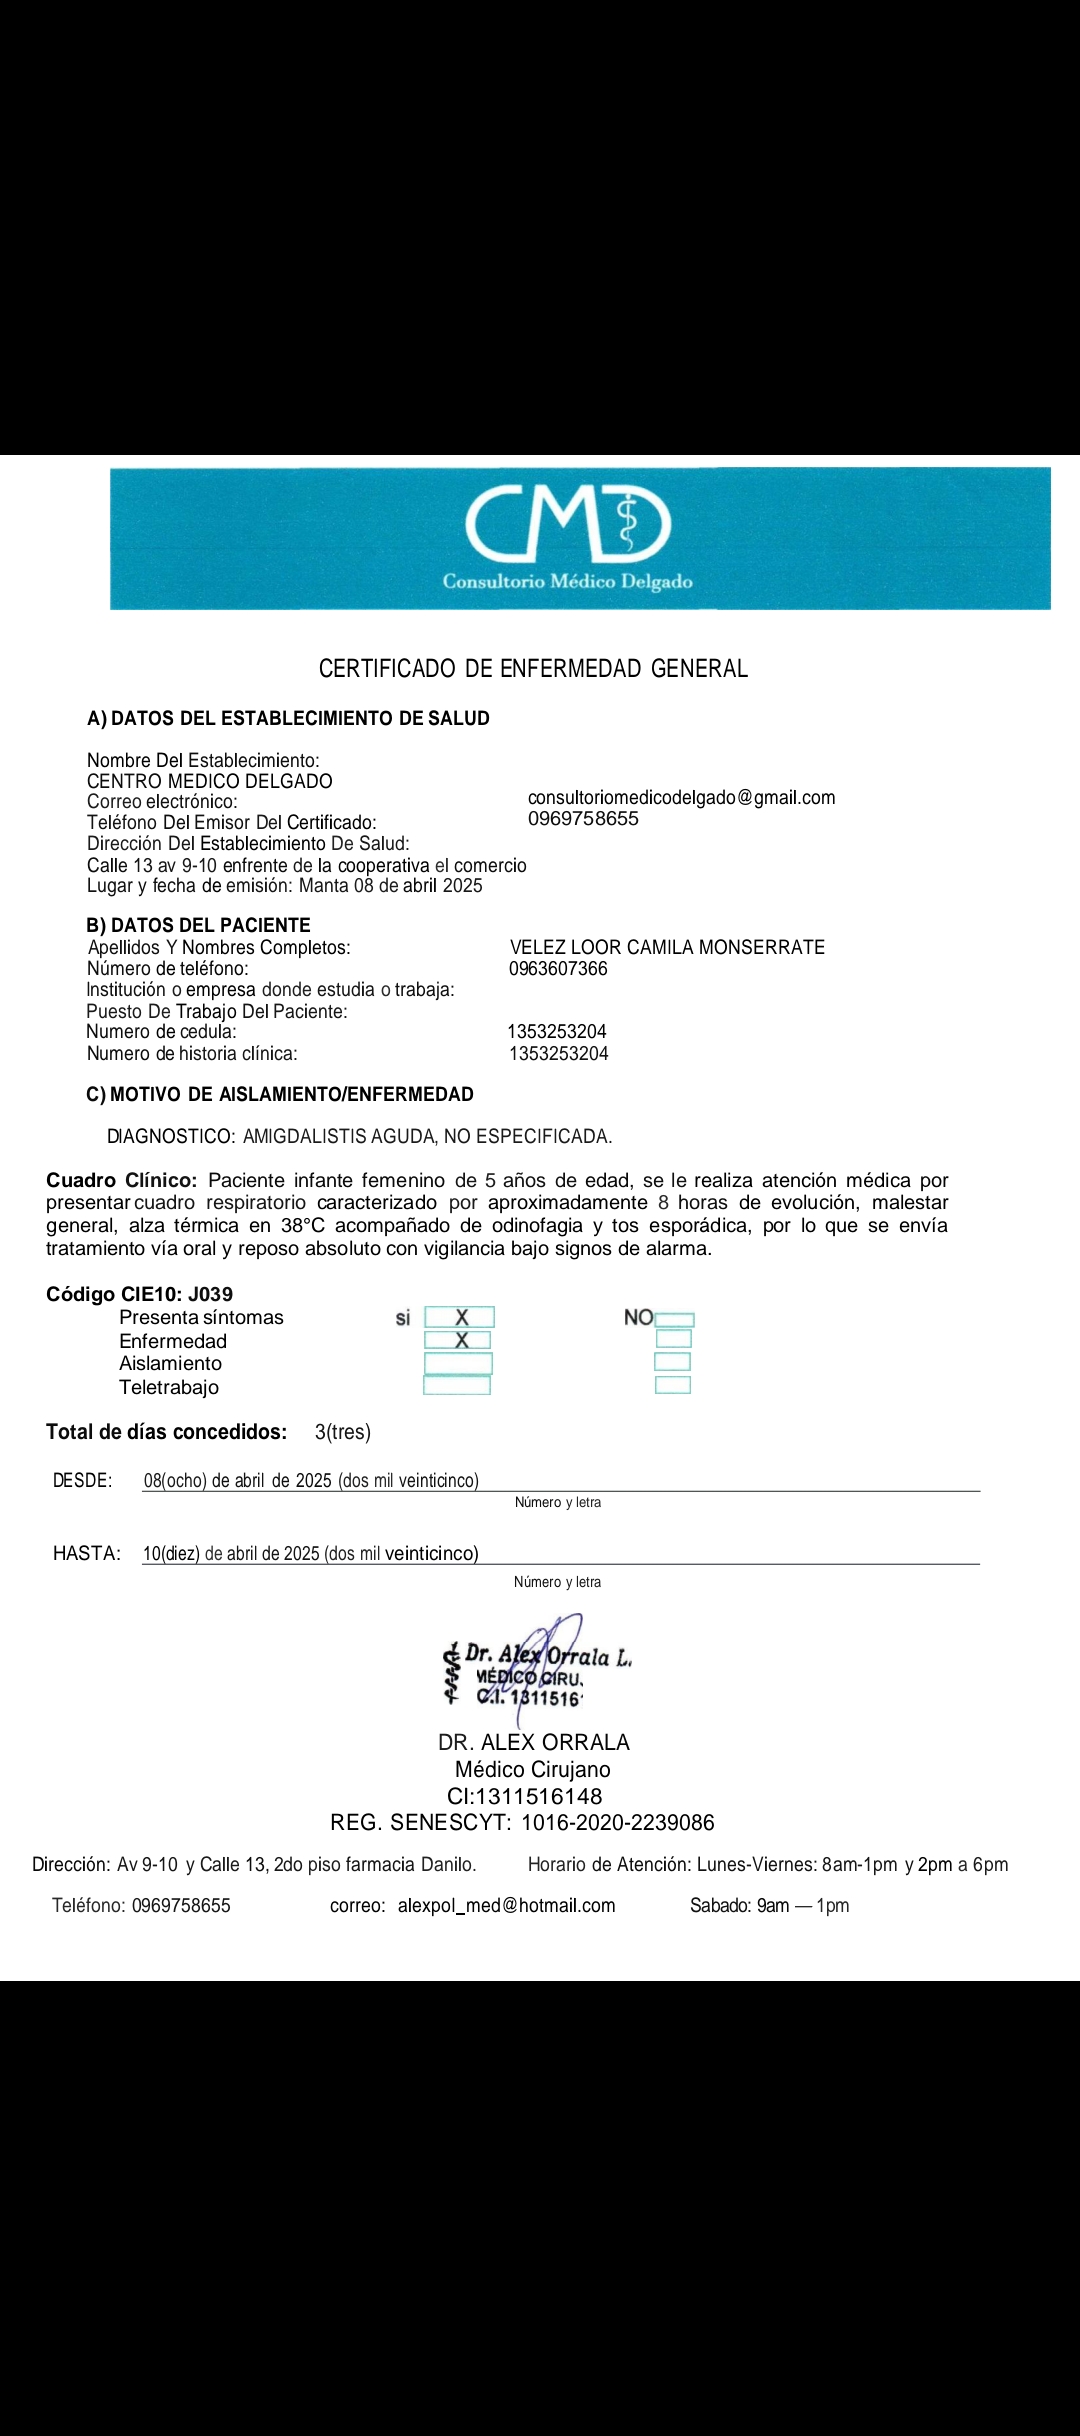 CMD
Consultorio Médico Delgado
CERTIFICADO DE ENFERMEDAD GENERAL
A) DATOS DEL ESTABLECIMIENTO DE SALUD
Nombre Del Establecimiento:
CENTRO MEDICO DELGADO
Correo electrónico: consultoriomedicodelgado@gmail.com
Teléfono Del Emisor Del Certificado: 0969758655
Dirección Del Establecimiento De Salud:
Calle 13 av 9-10 enfrente de la cooperativa el comercio
Lugar y fecha de emisión: Manta 08 de abril 2025
B) DATOS DEL PACIENTE
Apellidos Y Nombres Completos: VELEZ LOOR CAMILA MONSERRATE
Número de teléfono: 0963607366
Institución o empresa donde estudia o trabaja:
Puesto De Trabajo Del Paciente:
Numero de cedula: 1353253204
Numero de historia clínica: 1353253204
C) MOTIVO DE AISLAMIENTO/ENFERMEDAD
DIAGNOSTICO: AMIGDALISTIS AGUDA, NO ESPECIFICADA.
Cuadro Clínico: Paciente infante femenino de 5 años de edad, se le realiza atención médica por
presentar cuadro respiratorio caracterizado por aproximadamente 8 horas de evolución, malestar
general, alza térmica en 38°C acompañado de odinofagia y tos esporádica, por lo que se envía
tratamiento vía oral y reposo absoluto con vigilancia bajo signos de alarma.
Código CIE10: J039
Presenta síntomas si X NO
Enfermedad X
Aislamiento
Teletrabajo
Total de días concedidos: 3(tres)
DESDE: 08(ocho) de abril de 2025 (dos mil veinticinco)
Número y letra
HASTA: 10(diez) de abril de 2025 (dos mil veinticinco)
Número y letra
Dr. Alex Orrala L.
MÉDICO CIRU.
C.I. 1311516
DR. ALEX ORRALA
Médico Cirujano
CI:1311516148
REG. SENESCYT: 1016-2020-2239086
Dirección: Av 9-10 y Calle 13, 2do piso farmacia Danilo. Horario de Atención: Lunes-Viernes: 8am-1pm y 2pm a 6pm
Teléfono: 0969758655 correo: alexpol_med@hotmail.com Sabado: 9am — 1pm